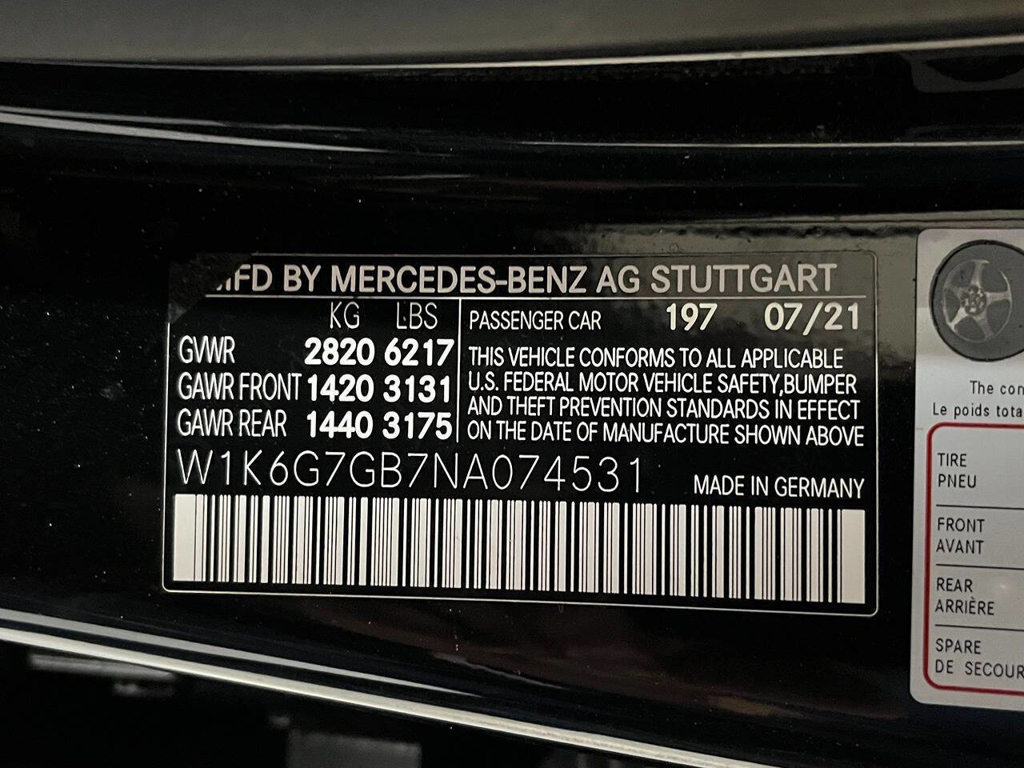 MFD BY MERCEDES-BENZ AG STUTTGART
KG LBS
GVWR 2820 6217
GAWR FRONT 1420 3131
GAWR REAR 1440 3175
PASSENGER CAR 197 07/21
THIS VEHICLE CONFORMS TO ALL APPLICABLE
U.S. FEDERAL MOTOR VEHICLE SAFETY,BUMPER
AND THEFT PREVENTION STANDARDS IN EFFECT
ON THE DATE OF MANUFACTURE SHOWN ABOVE
W1K6G7GB7NA074531
MADE IN GERMANY
The
Le poids
TIRE
PNEU
FRONT
AVANT
REAR
ARRIÈRE
SPARE
DE